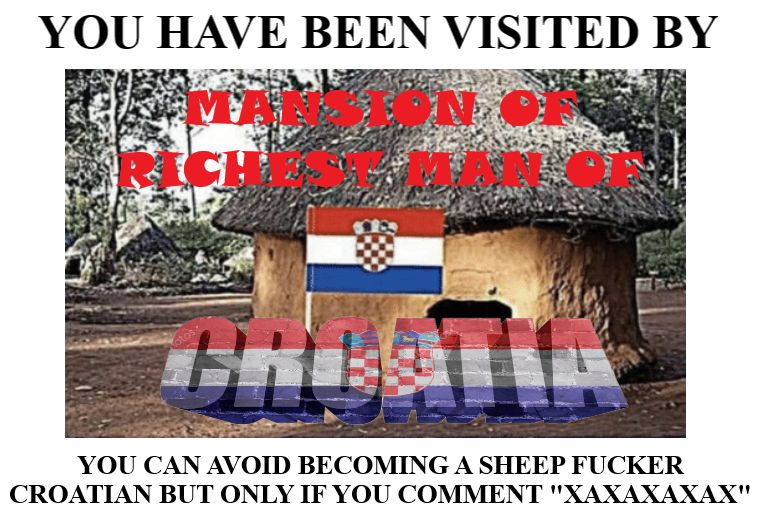 YOU HAVE BEEN VISITED BY
MANSION OF
RICHEST MAN OF
CROATIA
YOU CAN AVOID BECOMING A SHEEP FUCKER
CROATIAN BUT ONLY IF YOU COMMENT "XAXAXAXAX"